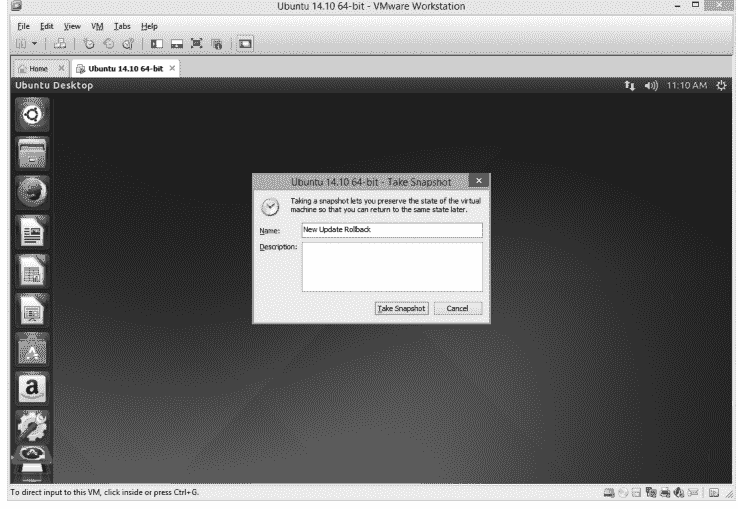 Ubuntu 14.10 64-bit - VMware Workstation
File Edit View VM Tabs Help
Home × Ubuntu 14.10 64-bit ×
Ubuntu Desktop 11:10 AM
Ubuntu 14.10 64-bit - Take Snapshot
Taking a snapshot lets you preserve the state of the virtual
machine so that you can return to the same state later.
Name: New Update Rollback
Description:
Take Snapshot Cancel
a
To direct input to this VM, click inside or press Ctrl+G.